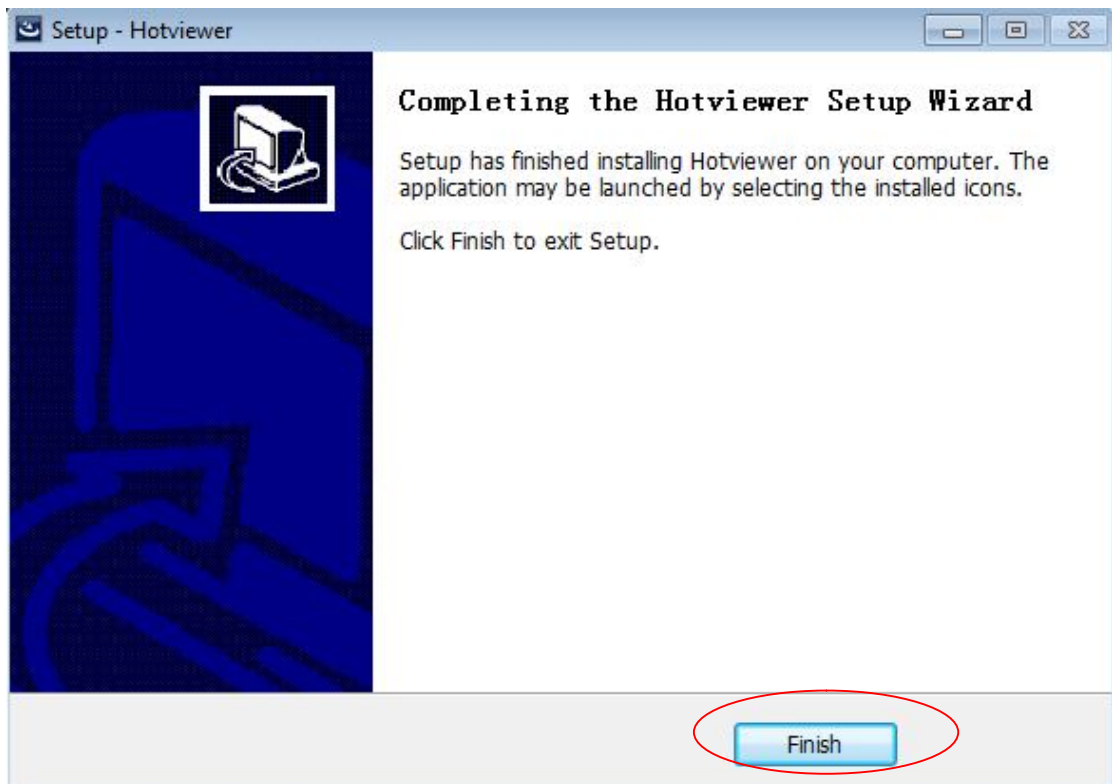 Setup - Hotviewer
Completing the Hotviewer Setup Wizard
Setup has finished installing Hotviewer on your computer. The
application may be launched by selecting the installed icons.
Click Finish to exit Setup.
Finish